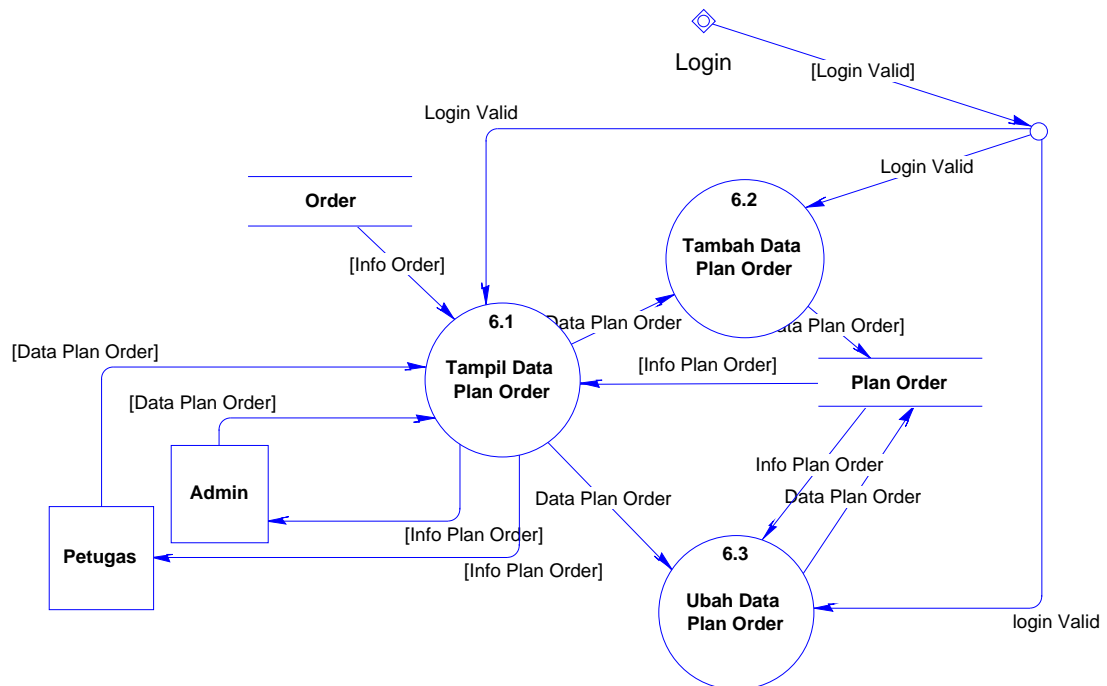 Login
[Login Valid]
Login Valid
Login Valid
Order
6.2
Tambah Data
Plan Order
[Info Order]
6.1
Data Plan Order
Plan Order]
[Data Plan Order]
Tampil Data
Plan Order
[Info Plan Order]
Plan Order
[Data Plan Order]
Admin
Info Plan Order
Data Plan Order
Data Plan Order
[Info Plan Order]
Petugas
[Info Plan Order]
6.3
Ubah Data
Plan Order
login Valid